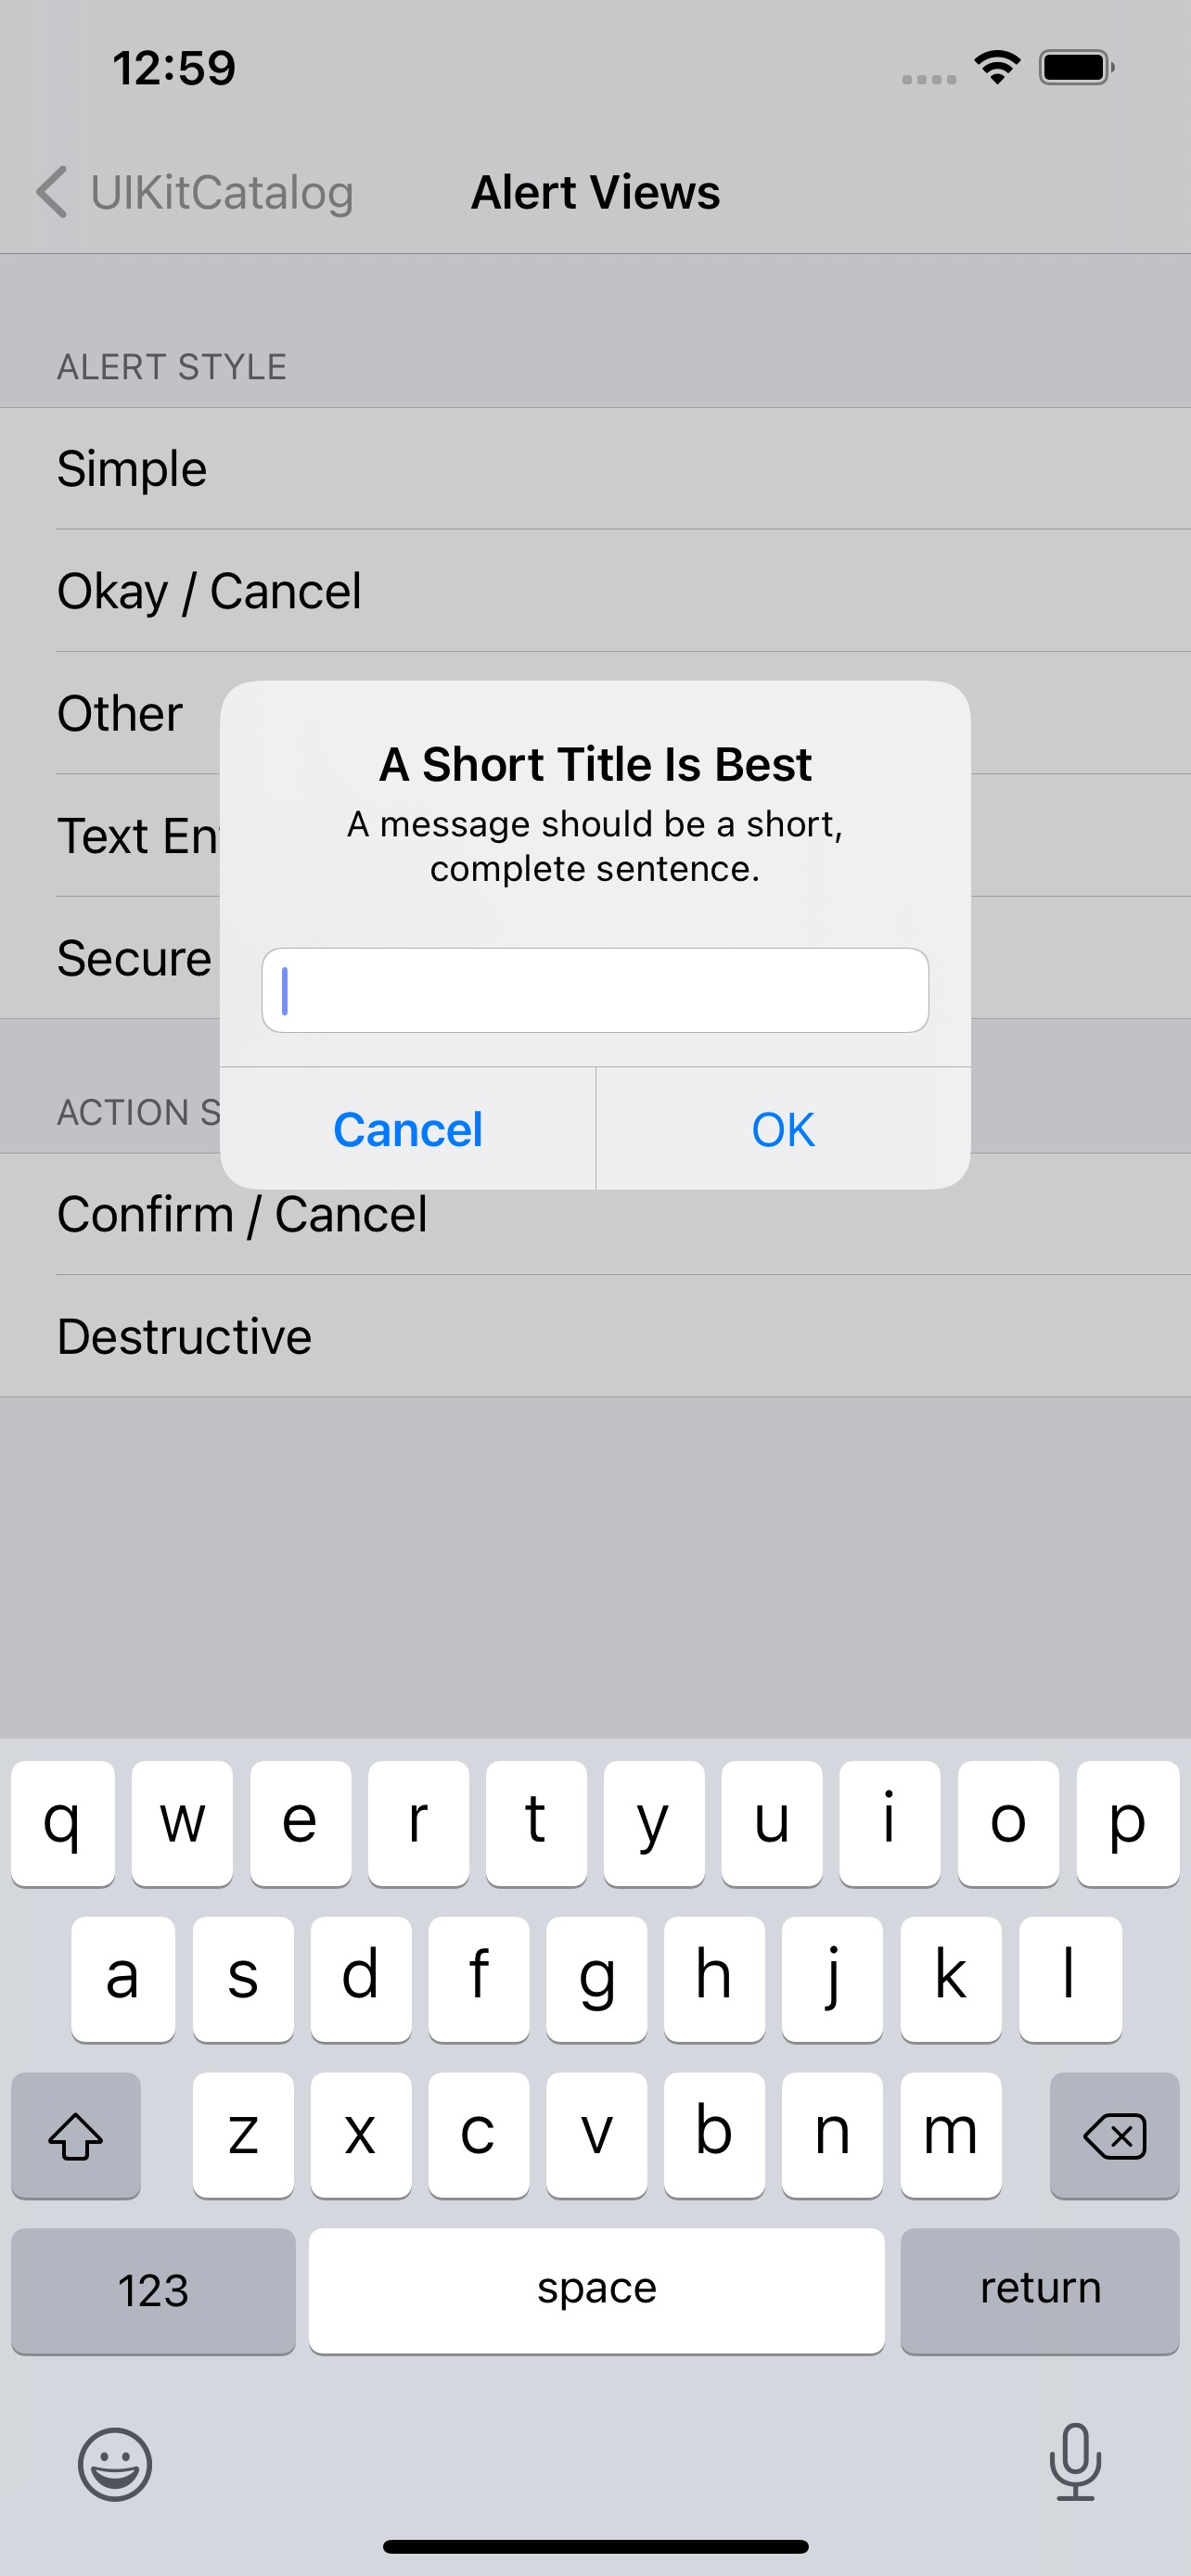 12:59
UIKitCatalog Alert Views
ALERT STYLE
Simple
Okay / Cancel
Other
A Short Title Is Best
A message should be a short,
Text
complete sentence.
Secure
Cancel OK
ACTION
Confirm / Cancel
Destructive
q w e r t y u i o p
a s d f g h j k l
z x c v b n m
123 space return